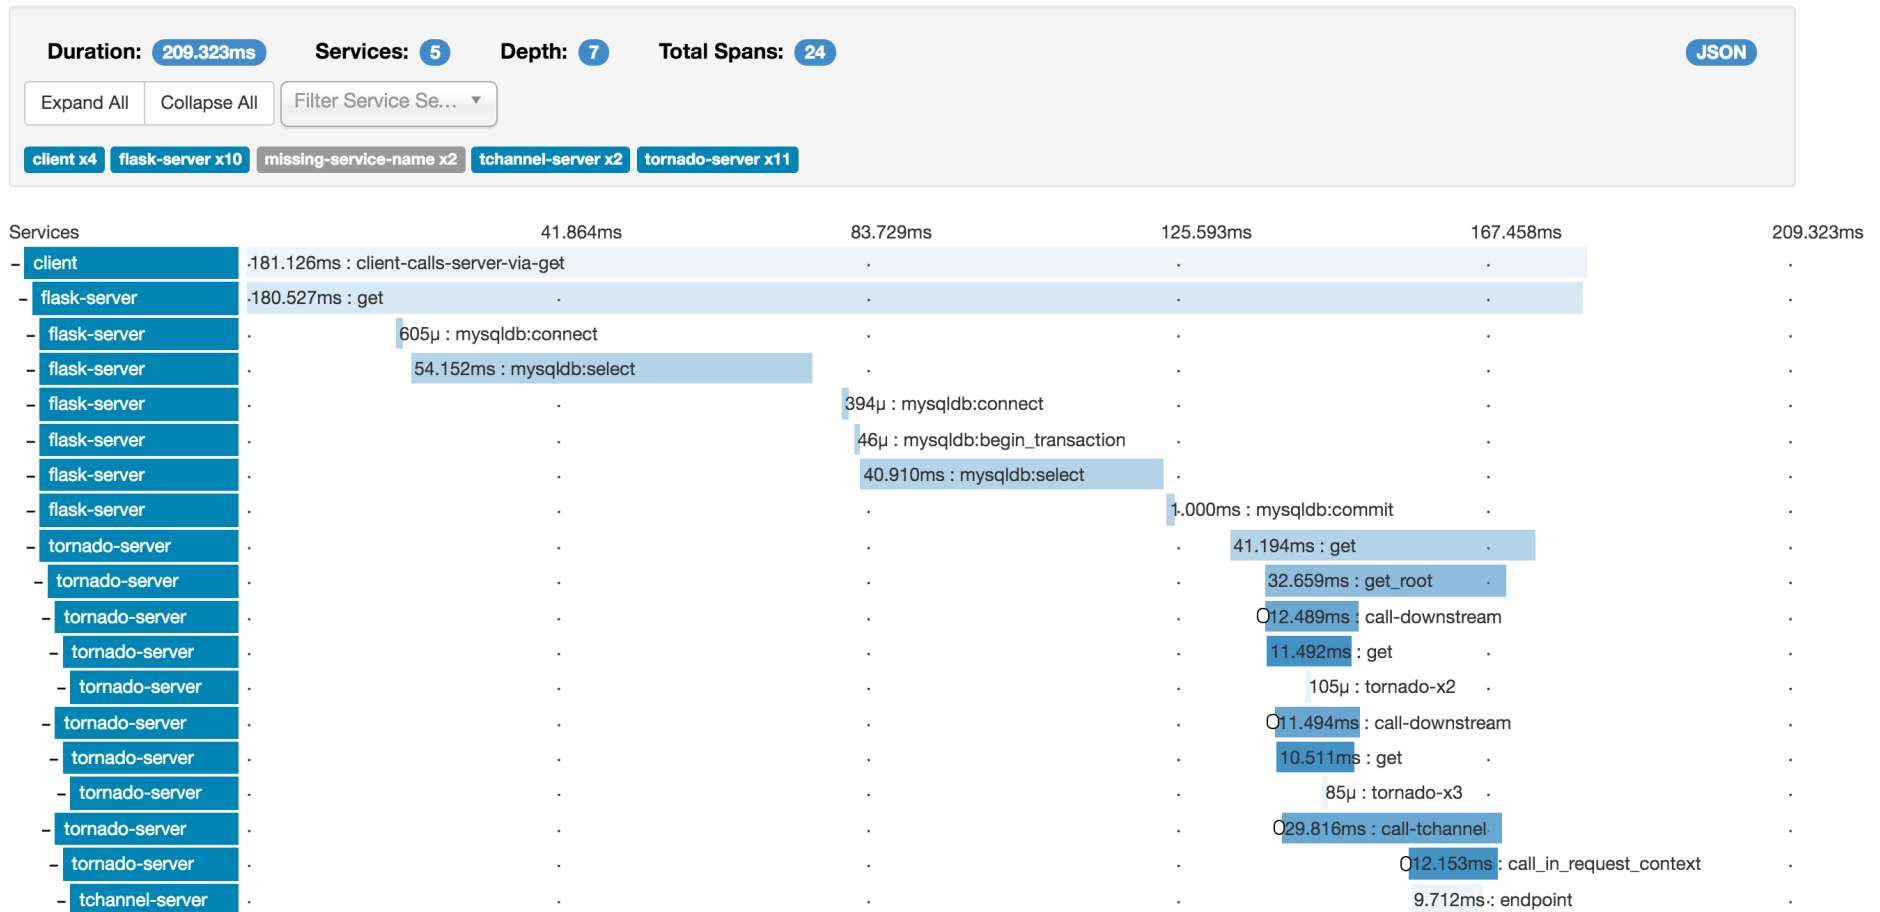 Duration: 209.323ms Services: 5 Depth: 7 Total Spans: 24 JSON
Expand All Collapse All Filter Service Se...
client x4 flask-server x10 missing-service-name x2 tchannel-server x2 tornado-server x11
Services 41.864ms 83.729ms 125.593ms 167.458ms 209.323ms
client 181.126ms : client-calls-server-via-get
flask-server 180.527ms : get
flask-server 605µ : mysqldb:connect
flask-server 54.152ms : mysqldb:select
flask-server 394µ : mysqldb:connect
flask-server 46µ : mysqldb:begin_transaction
flask-server 40.910ms : mysqldb:select
flask-server 1.000ms : mysqldb:commit
tornado-server 41.194ms : get
tornado-server 32.659ms : get_root
tornado-server 12.489ms : call-downstream
tornado-server 11.492ms : get
tornado-server 105µ : tornado-x2
tornado-server 11.494ms : call-downstream
tornado-server 10.511ms : get
tornado-server 85µ : tornado-x3
tornado-server 29.816ms : call-tchannel
tornado-server 12.153ms : call_in_request_context
tchannel-server 9.712ms : endpoint